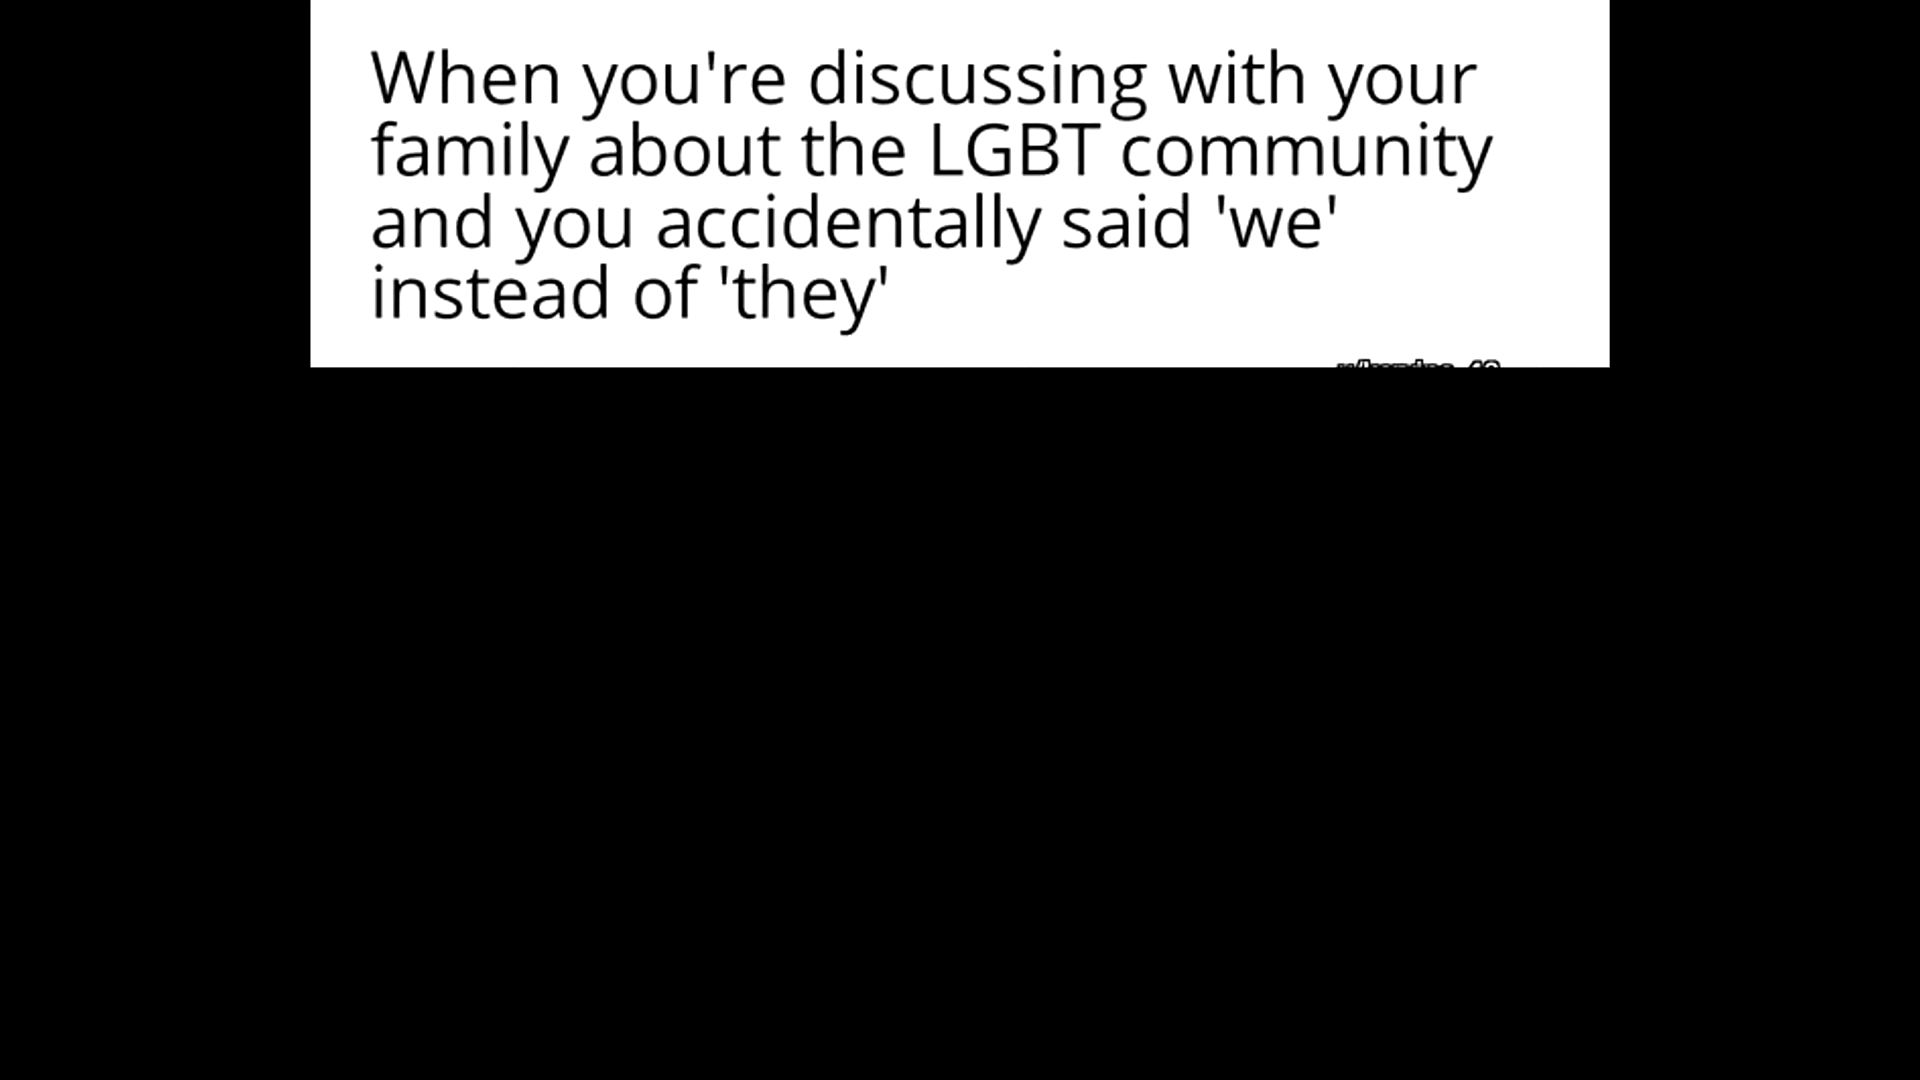 When you're discussing with your
family about the LGBT community
and you accidentally said 'we'
instead of 'they'